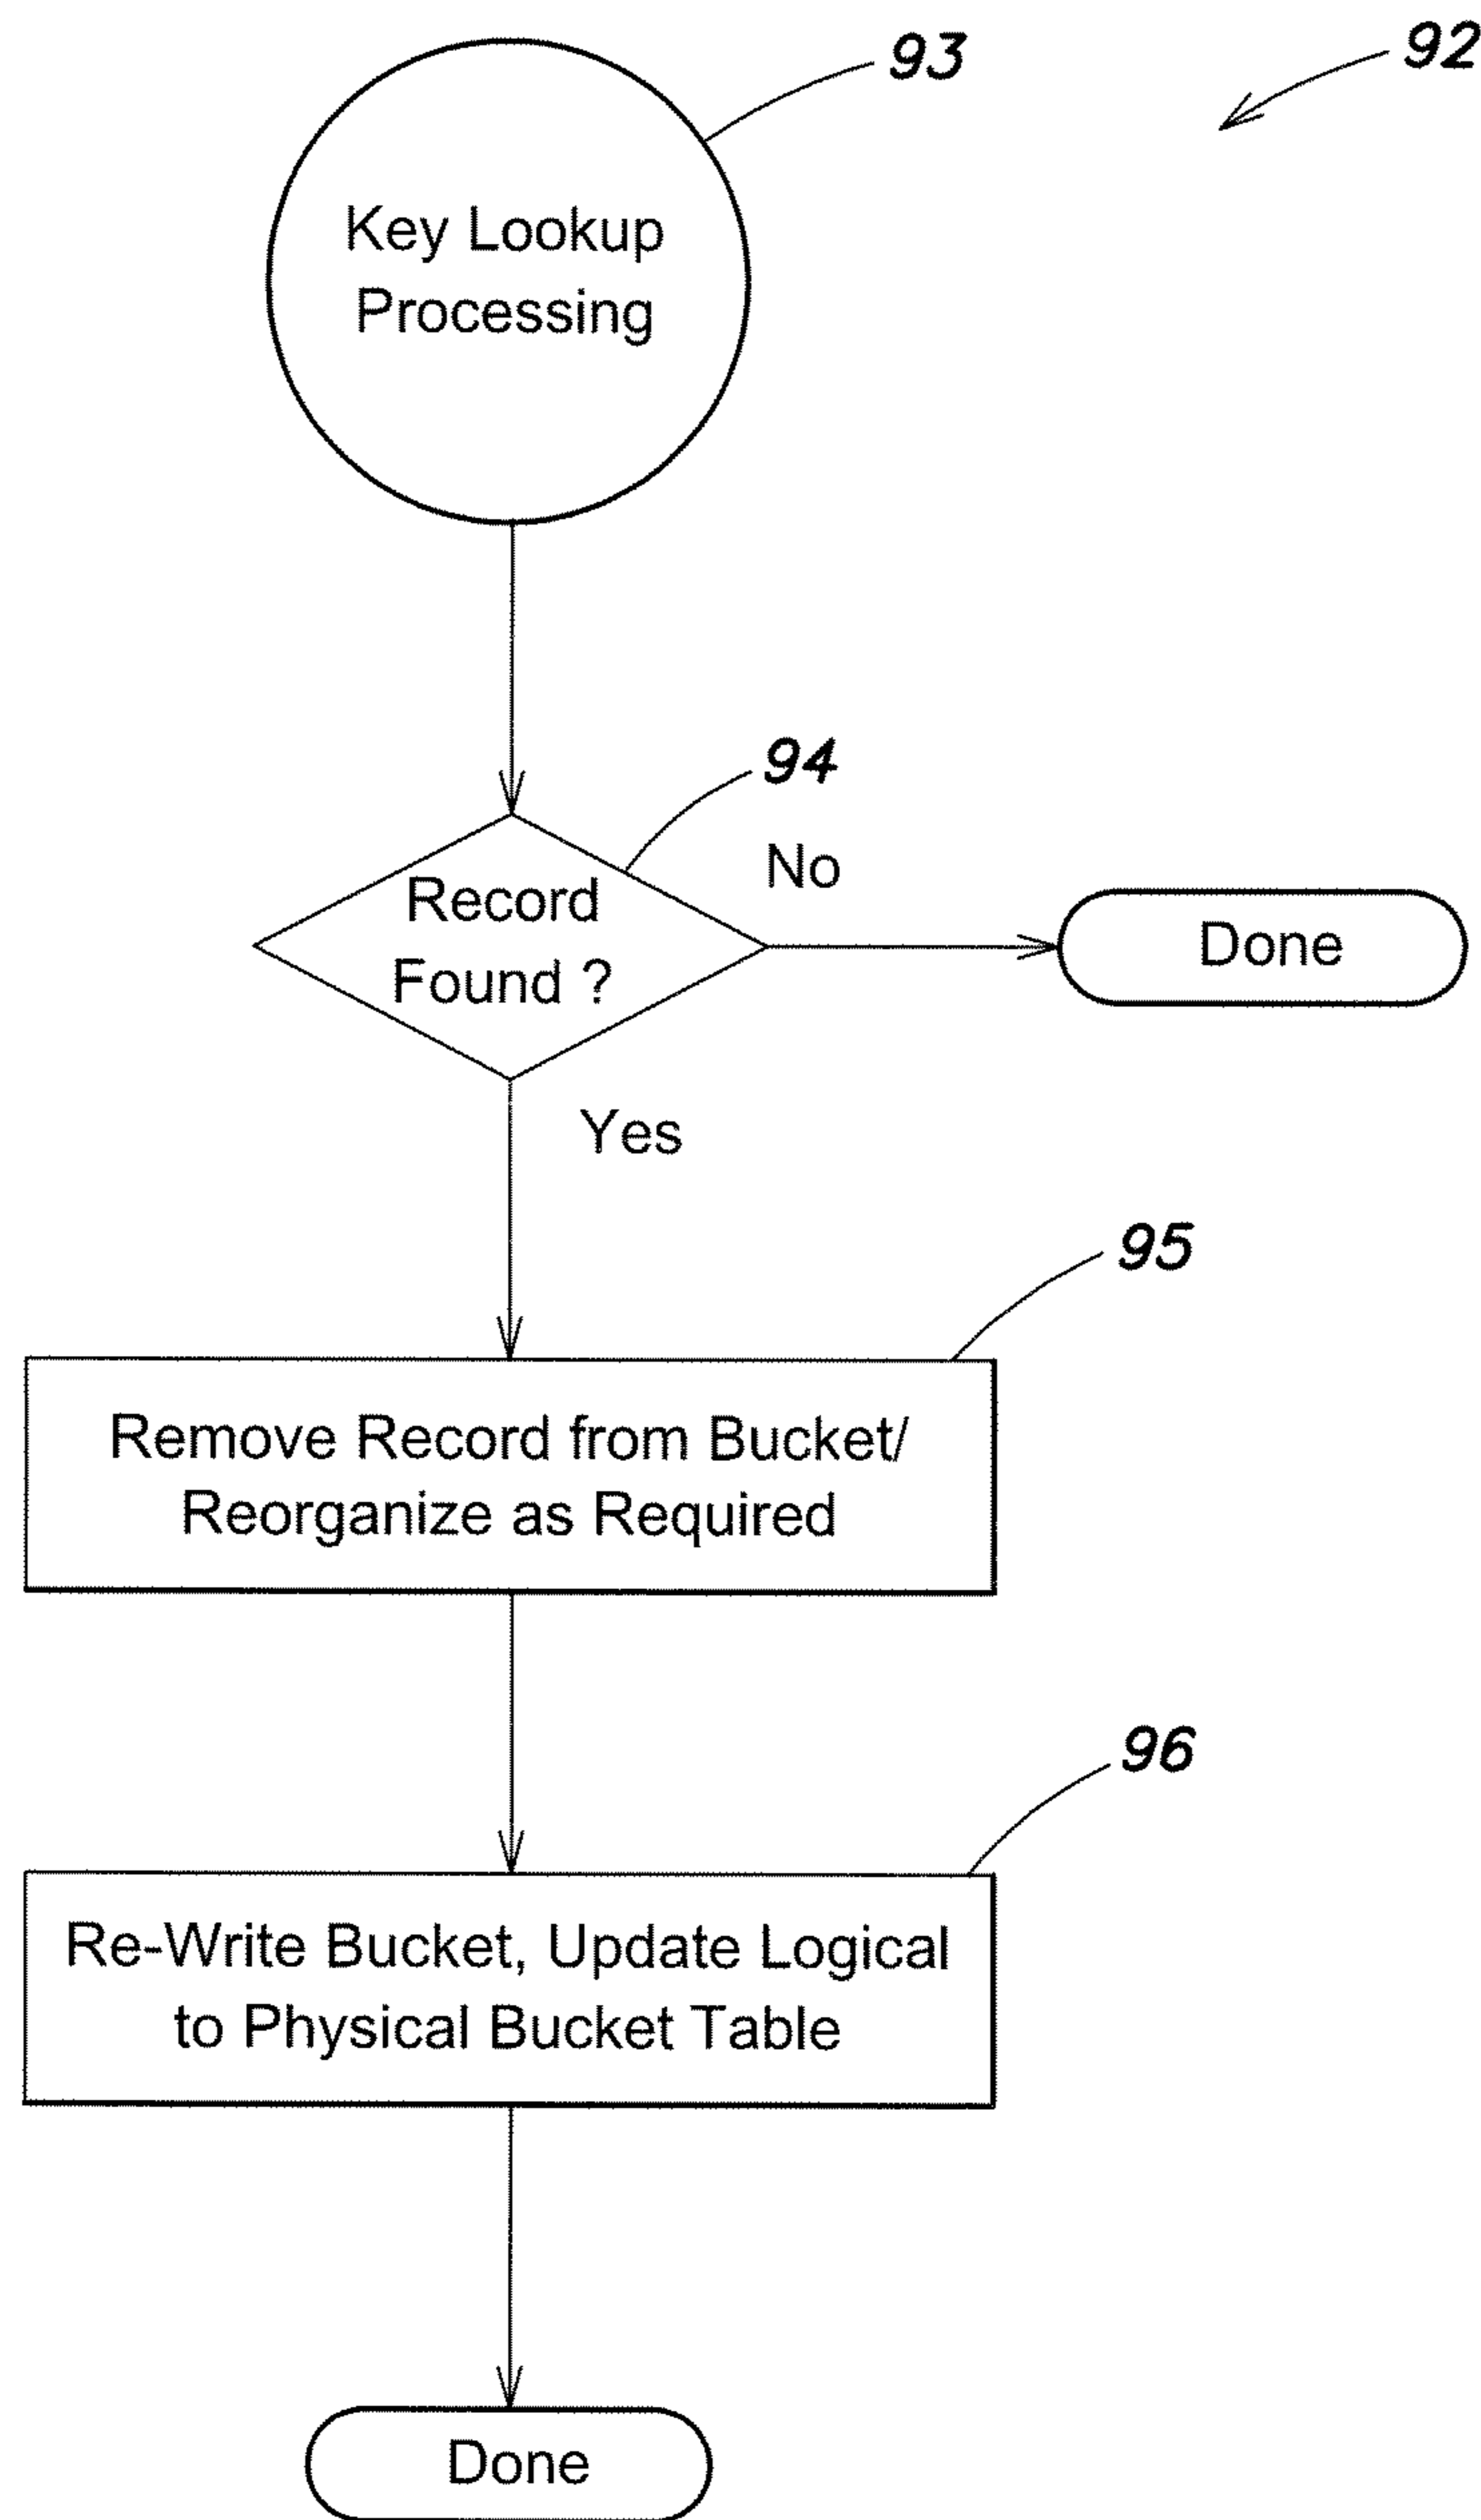 93
92
Key Lookup
Processing
94
No
Record
Found ?
Done
Yes
95
Remove Record from Bucket/
Reorganize as Required
96
Re-Write Bucket, Update Logical
to Physical Bucket Table
Done